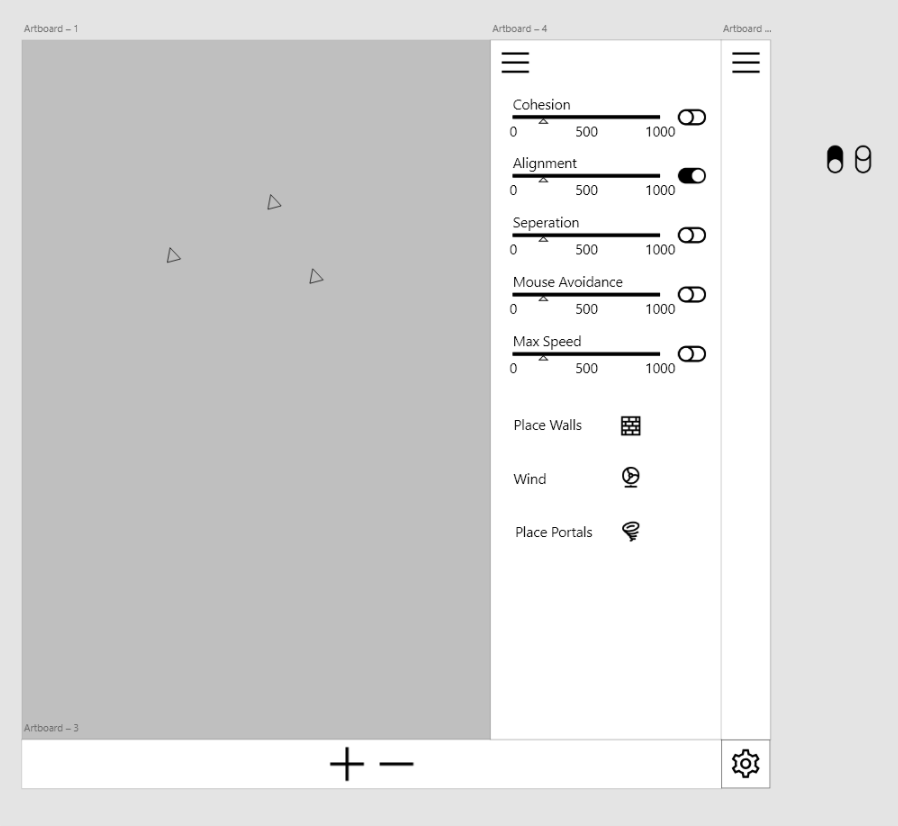 Artboard – 1
Artboard – 4
Artboard ...
Cohesion
0 500 1000
Alignment
0 500 1000
Seperation
0 500 1000
Mouse Avoidance
0 500 1000
Max Speed
0 500 1000
Place Walls
Wind
Place Portals
Artboard – 3